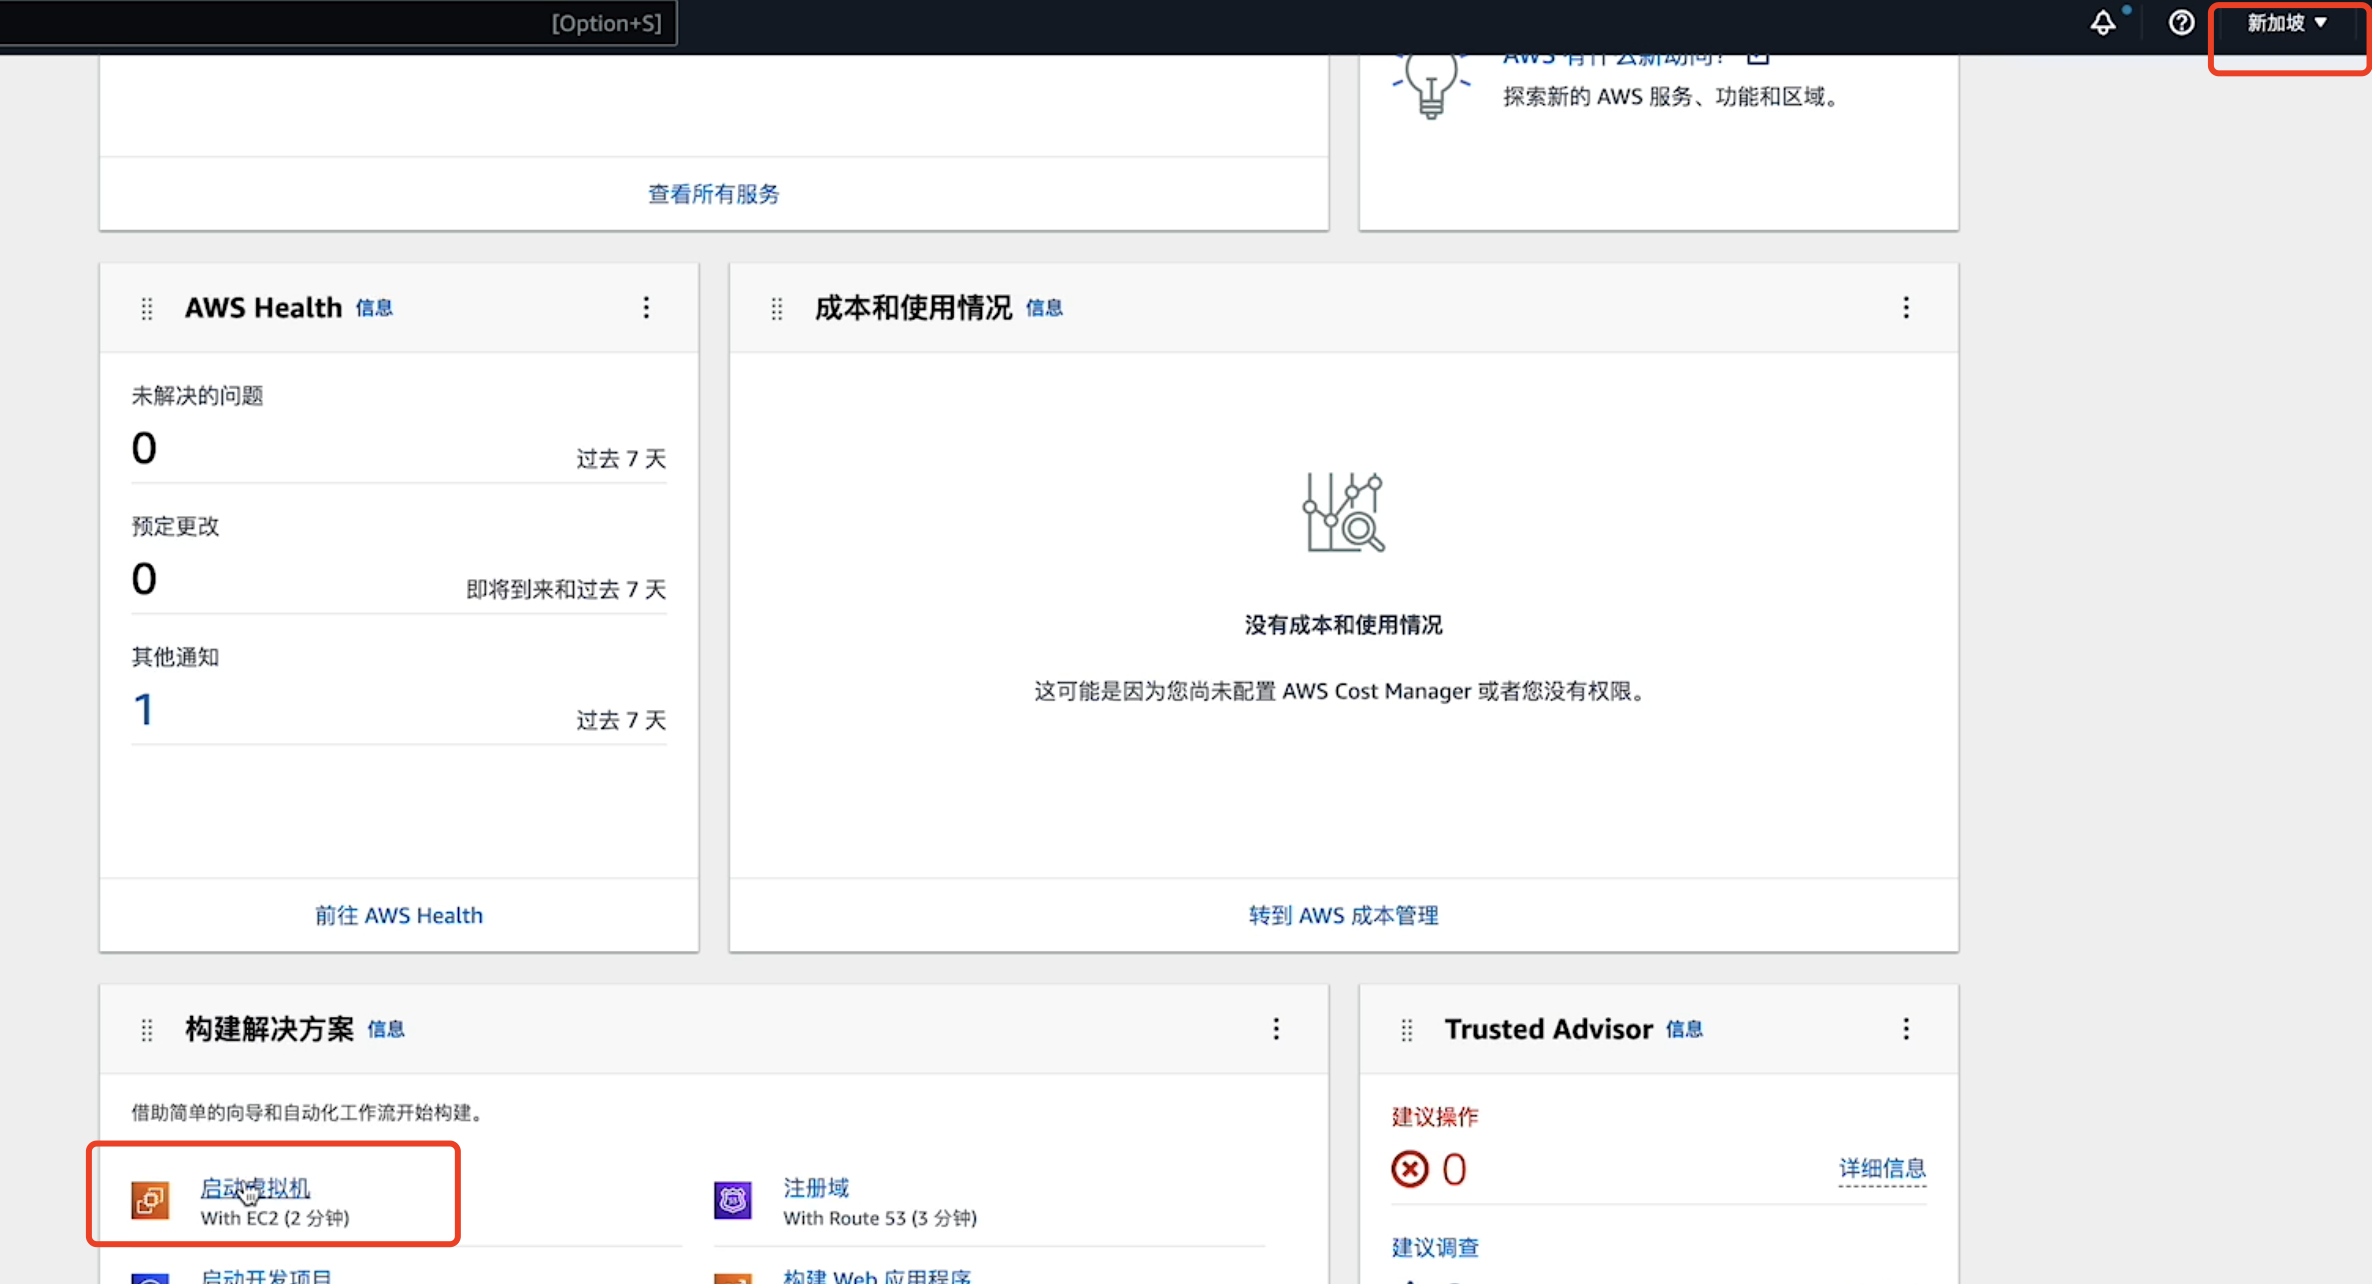 [Option+S]
新加坡
AWS 有什么新动向?
探索新的 AWS 服务、功能和区域。
查看所有服务
AWS Health 信息
未解决的问题
0
过去 7 天
预定更改
0
即将到来和过去 7 天
其他通知
1
过去 7 天
前往 AWS Health
成本和使用情况 信息
没有成本和使用情况
这可能是因为您尚未配置 AWS Cost Manager 或者您没有权限。
转到 AWS 成本管理
构建解决方案 信息
借助简单的向导和自动化工作流开始构建。
启动虚拟机
With EC2 (2 分钟)
注册域
With Route 53 (3 分钟)
启动开发项目
构建 Web 应用程序
Trusted Advisor 信息
建议操作
0
详细信息
建议调查